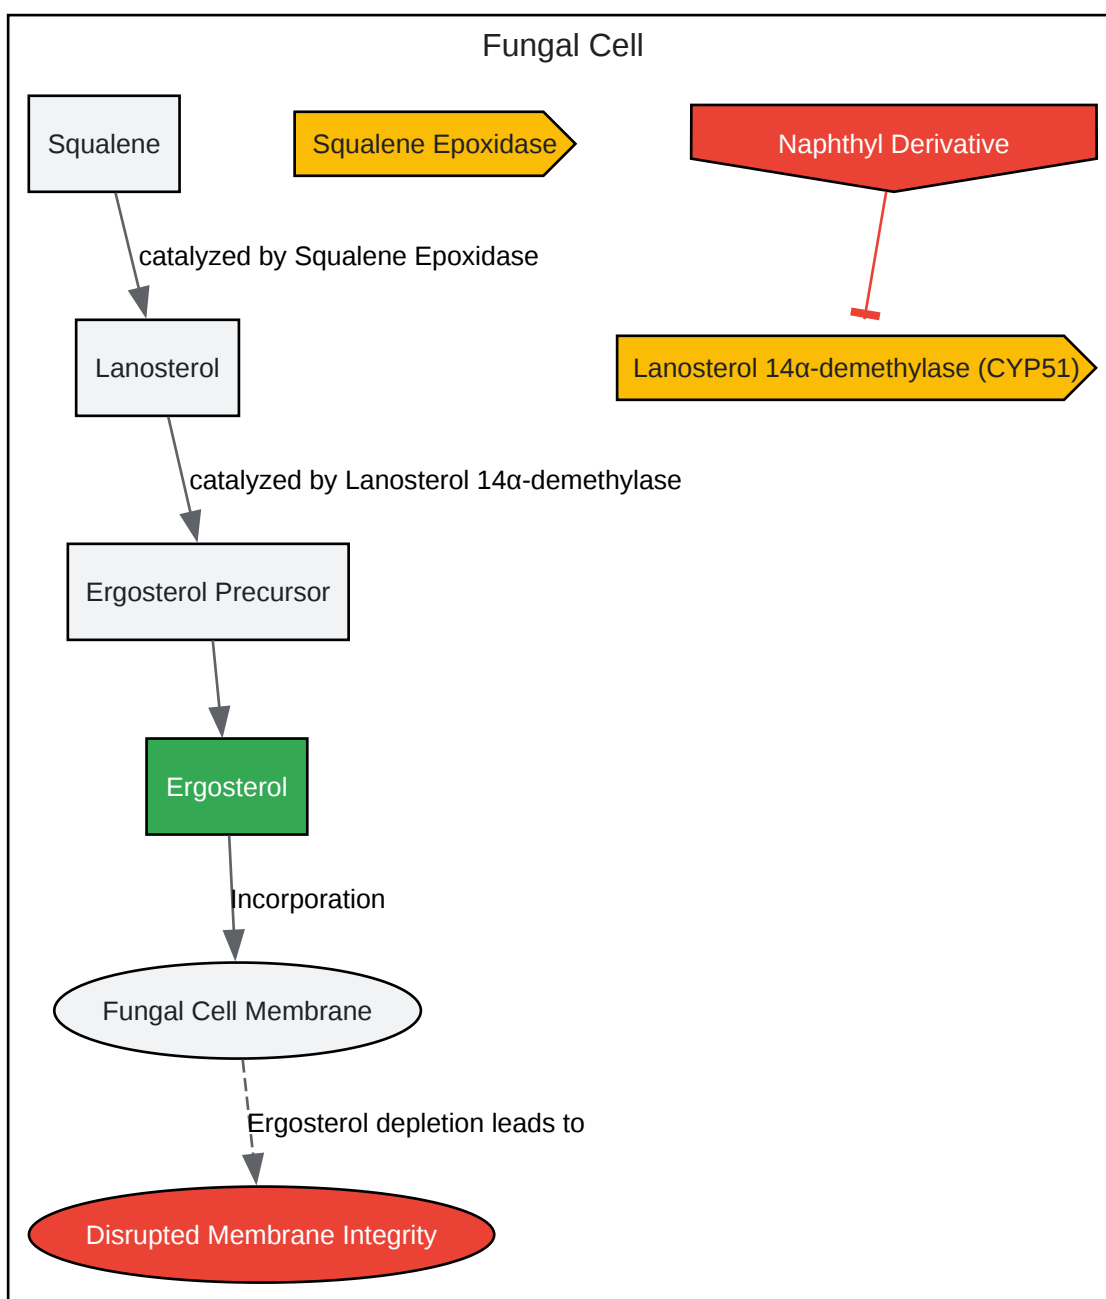 Fungal Cell
Squalene
Squalene Epoxidase
Naphthyl Derivative
catalyzed by Squalene Epoxidase
Lanosterol
Lanosterol 14α-demethylase (CYP51)
catalyzed by Lanosterol 14α-demethylase
Ergosterol Precursor
Ergosterol
Incorporation
Fungal Cell Membrane
Ergosterol depletion leads to
Disrupted Membrane Integrity